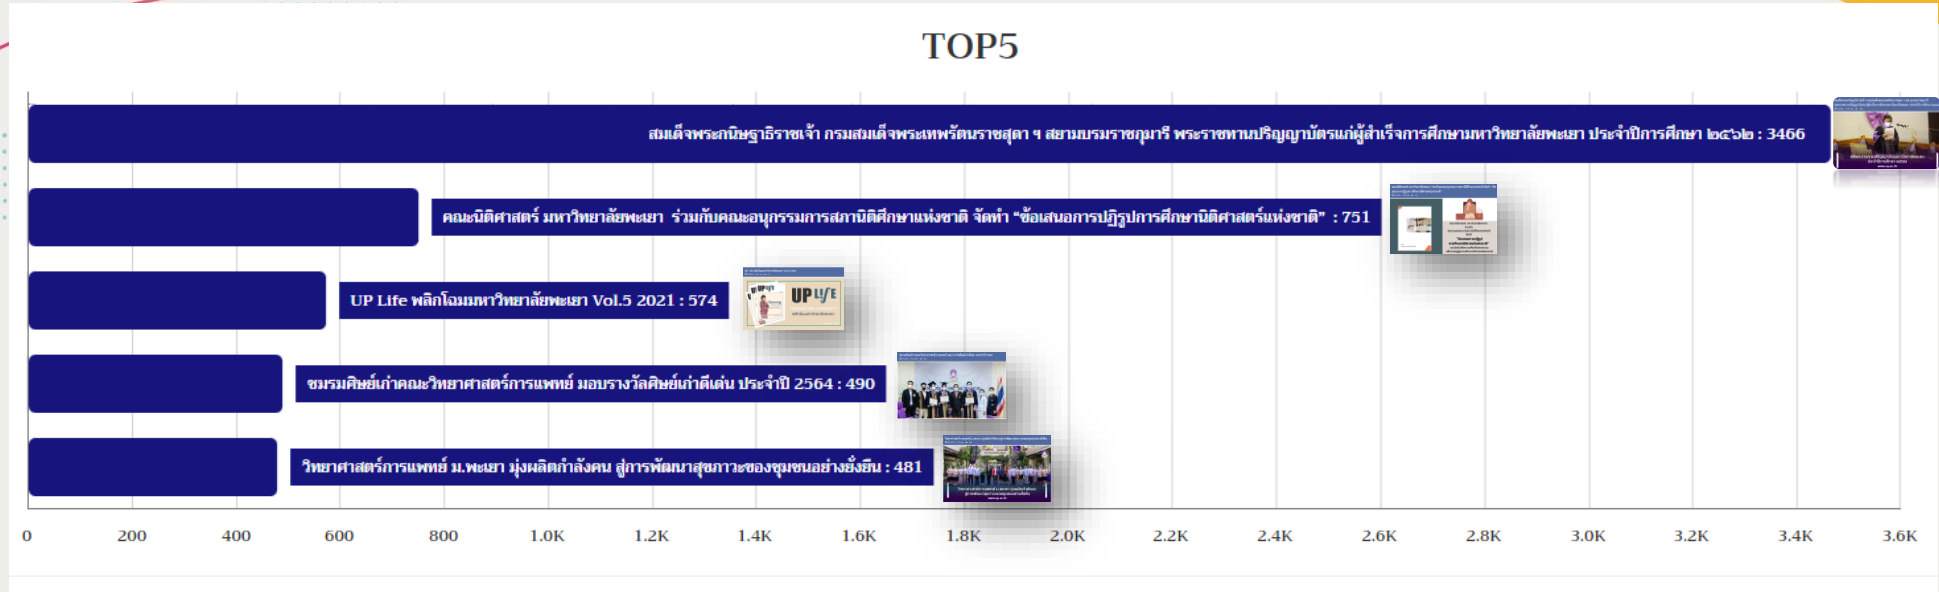 TOP5
สมเด็จพระกนิษฐาธิราชเจ้า กรมสมเด็จพระเทพรัตนราชสุดา ฯ สยามบรมราชกุมารี พระราชทานปริญญาบัตรแก่ผู้สำเร็จการศึกษามหาวิทยาลัยพะเยา ประจำปีการศึกษา ๒๕๖๒ : 3466
คณะนิติศาสตร์ มหาวิทยาลัยพะเยา ร่วมกับคณะอนุกรรมการสภานิติศึกษาแห่งชาติ จัดทำ “ข้อเสนอการปฏิรูปการศึกษานิติศาสตร์แห่งชาติ” : 751
UP Life พลิกโฉมมหาวิทยาลัยพะเยา Vol.5 2021 : 574
UP Life
ชมรมศิษย์เก่าคณะวิทยาศาสตร์การแพทย์ มอบรางวัลศิษย์เก่าดีเด่น ประจำปี 2564 : 490
วิทยาศาสตร์การแพทย์ ม.พะเยา มุ่งผลิตกำลังคน สู่การพัฒนาสุขภาวะของชุมชนอย่างยั่งยืน : 481
0 200 400 600 800 1.0K 1.2K 1.4K 1.6K 1.8K 2.0K 2.2K 2.4K 2.6K 2.8K 3.0K 3.2K 3.4K 3.6K